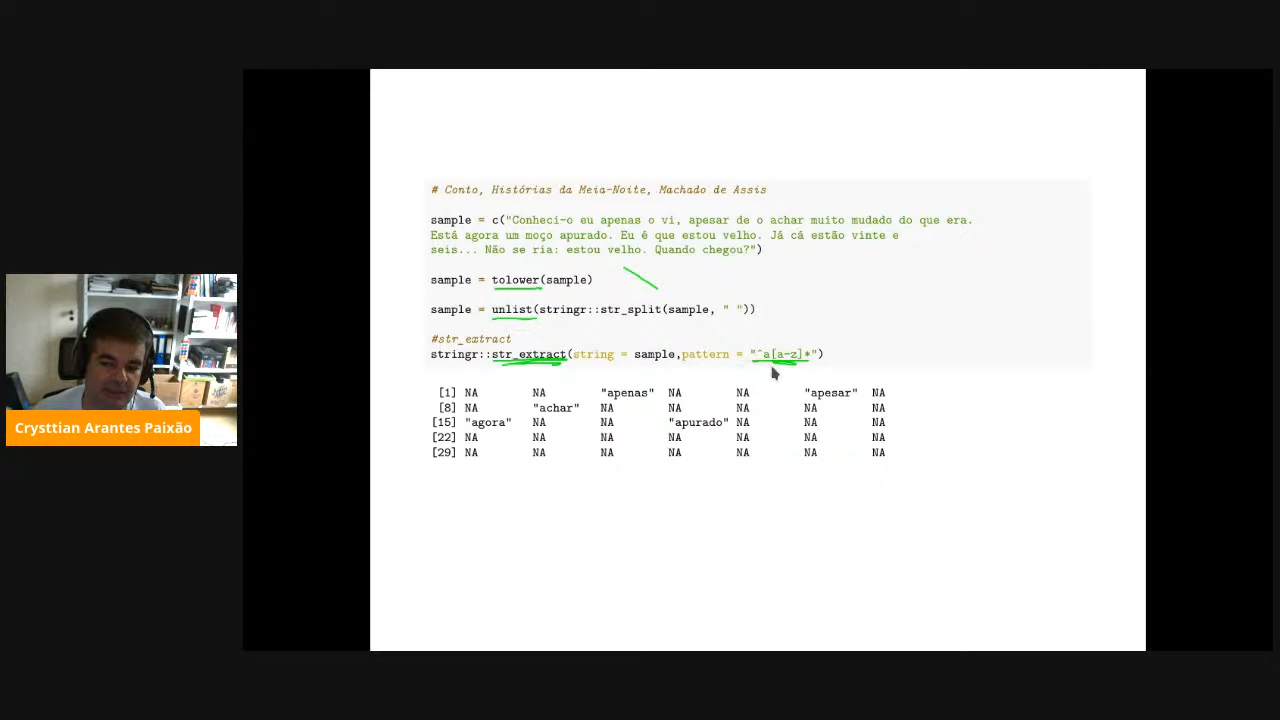 # Conto, Histórias da Meia-Noite, Machado de Assis
sample = c("Conheci-o eu apenas o vi, apesar de o achar muito mudado do que era.
Está agora um moço apurado. Eu é que estou velho. Já cá estão vinte e
seis... Não se ria: estou velho. Quando chegou?")
sample = tolower(sample)
sample = unlist(stringr::str_split(sample, " "))
#str_extract
stringr::str_extract(string = sample,pattern = "^a[a-z]*")
[1] NA NA "apenas" NA NA "apesar" NA
[8] NA "achar" NA NA NA NA NA
[15] "agora" NA NA "apurado" NA NA NA
[22] NA NA NA NA NA NA NA
[29] NA NA NA NA NA NA NA
Crysttian Arantes Paixão